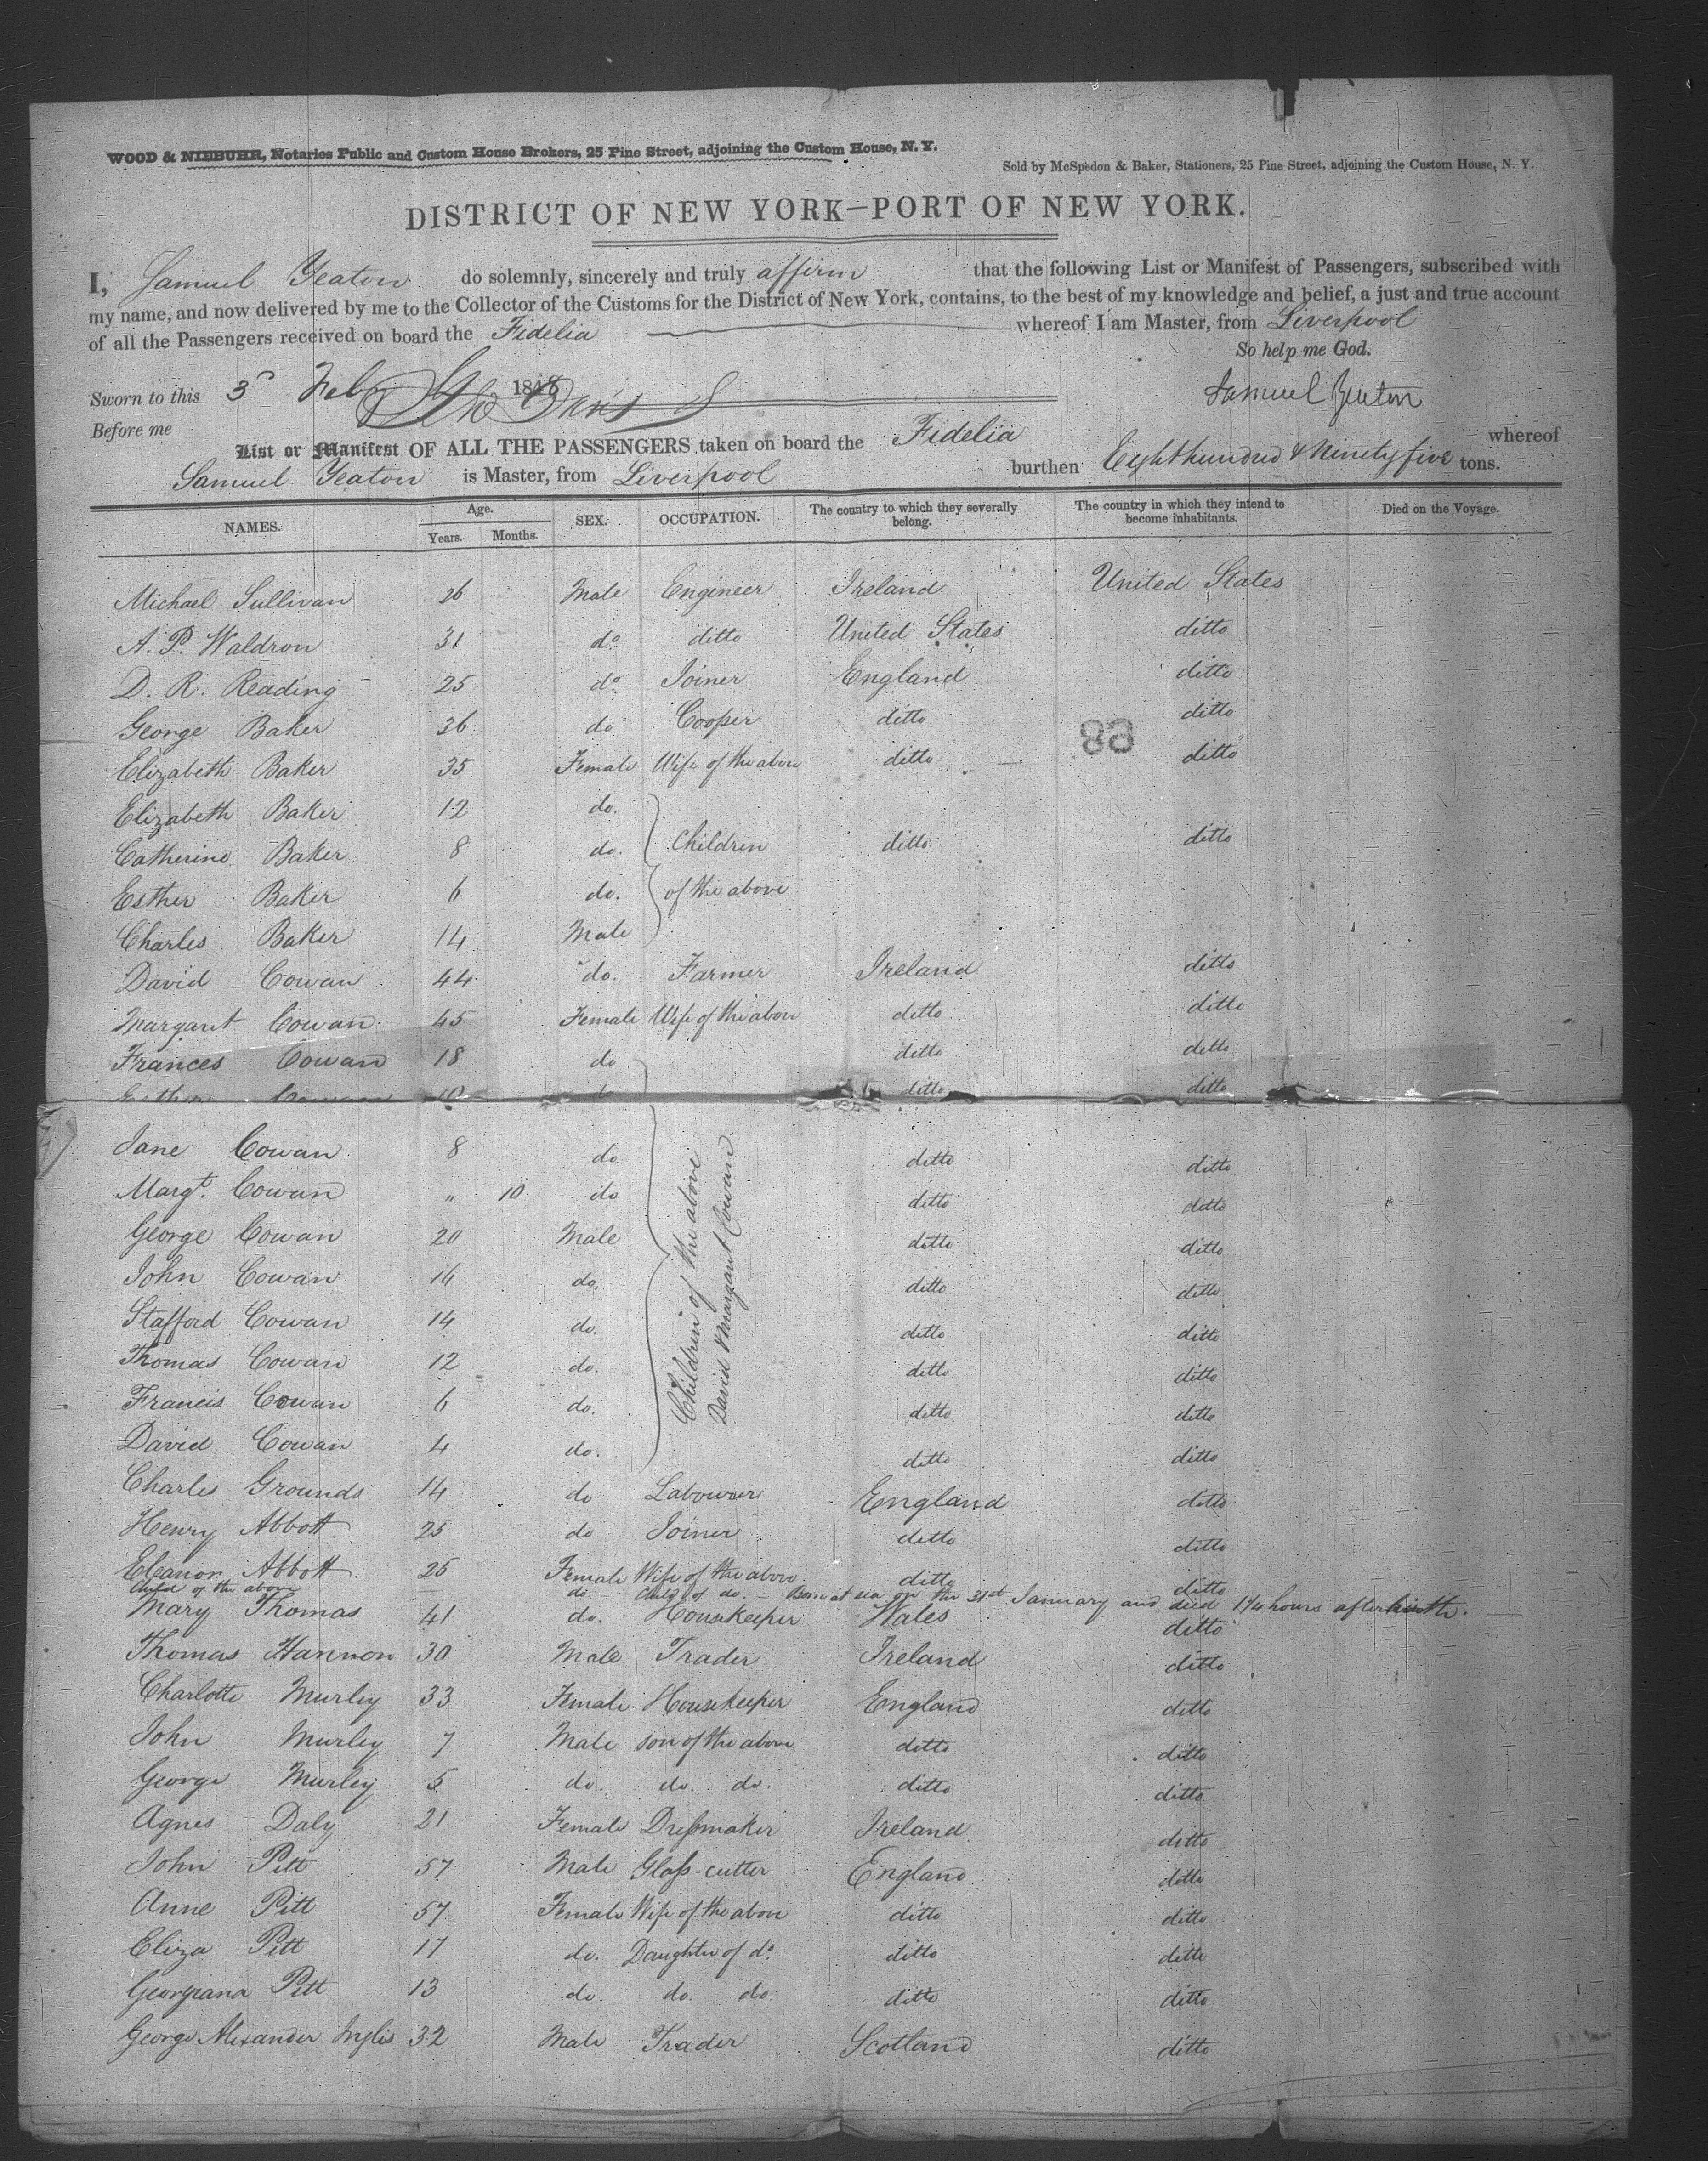 WOOD & NIEBUHR, Notaries Public and Custom House Brokers, 25 Pine Street, adjoining the Custom House, N. Y.
Sold by McSpedon & Baker, Stationers, 25 Pine Street, adjoining the Custom House, N. Y.
DISTRICT OF NEW YORK—PORT OF NEW YORK.
I, Samuel Yeaton do solemnly, sincerely and truly affirm that the following List or Manifest of Passengers, subscribed with
my name, and now delivered by me to the Collector of the Customs for the District of New York, contains, to the best of my knowledge and belief, a just and true account
of all the Passengers received on board the Fidelia whereof I am Master, from Liverpool
So help me God.
Sworn to this 3 Feb 1848
Samuel Yeaton
Before me
List or Manifest OF ALL THE PASSENGERS taken on board the Fidelia whereof
Samuel Yeaton is Master, from Liverpool burthen Eighthundred & Ninety five tons.
NAMES. Age. Years. Months. SEX. OCCUPATION. The country to which they severally belong. The country in which they intend to become inhabitants. Died on the Voyage.
Michael Sullivan 26 Male Engineer Ireland United States
A. P. Waldron 31 do ditto United States ditto
D. R. Reading 25 do Joiner England ditto
George Baker 36 do Cooper ditto ditto
68
Elizabeth Baker 35 Female Wife of the above ditto ditto
Elizabeth Baker 12 do.
Catherine Baker 8 do. Children ditto ditto
Esther Baker 6 do. of the above
Charles Baker 14 Male
David Cowan 44 do. Farmer Ireland ditto
Margaret Cowan 45 Female Wife of the above ditto ditto
Frances Cowan 18 do ditto ditto
Esther Cowan 10 do ditto ditto
Jane Cowan 8 do ditto ditto
Margt. Cowan " 10 do ditto ditto
Children of the above
David & Margaret Cowan
George Cowan 20 Male ditto ditto
John Cowan 16 do. ditto ditto
Stafford Cowan 14 do. ditto ditto
Thomas Cowan 12 do. ditto ditto
Francis Cowan 6 do. ditto ditto
David Cowan 4 do. ditto ditto
Charles Grounds 14 do Labourer England ditto
Henry Abbott 25 do Joiner ditto ditto
Eleanor Abbott 25 Female Wife of the above ditto ditto
Child of the above — do — Child of do. — Born at sea on the 31st January and died 1¼ hours after birth.
Mary Thomas 41 do. Housekeeper Wales ditto
Thomas Hannon 30 Male Trader Ireland ditto
Charlotte Murley 33 Female Housekeeper England ditto
John Murley 7 Male son of the above ditto ditto
George Murley 5 do. do. do. ditto ditto
Agnes Daly 21 Female Dressmaker Ireland ditto
John Pitt 57 Male Glass-cutter England ditto
Anne Pitt 57 Female Wife of the above ditto ditto
Eliza Pitt 17 do. Daughter of do. ditto ditto
Georgiana Pitt 13 do. do. do. ditto ditto
George Alexander Inglis 32 Male Trader Scotland ditto